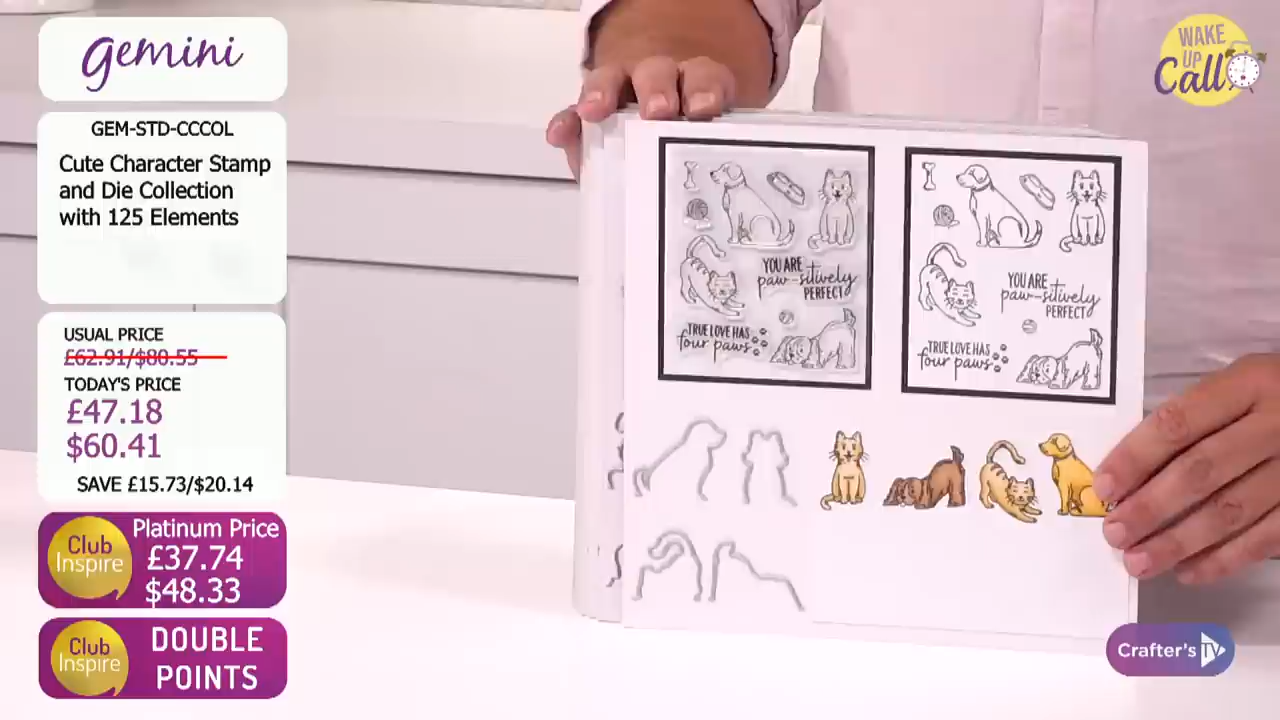 gemini
GEM-STD-CCCOL
Cute Character Stamp
and Die Collection
with 125 Elements
USUAL PRICE
£62.91/$80.55
TODAY'S PRICE
£47.18
$60.41
SAVE £15.73/$20.14
Club
Inspire
Platinum Price
£37.74
$48.33
Club
Inspire
DOUBLE
POINTS
WAKE
UP
Call
YOU ARE
paw-sitively
PERFECT
TRUE LOVE HAS
four paws
YOU ARE
paw-sitively
PERFECT
TRUE LOVE HAS
four paws
Crafter's TV